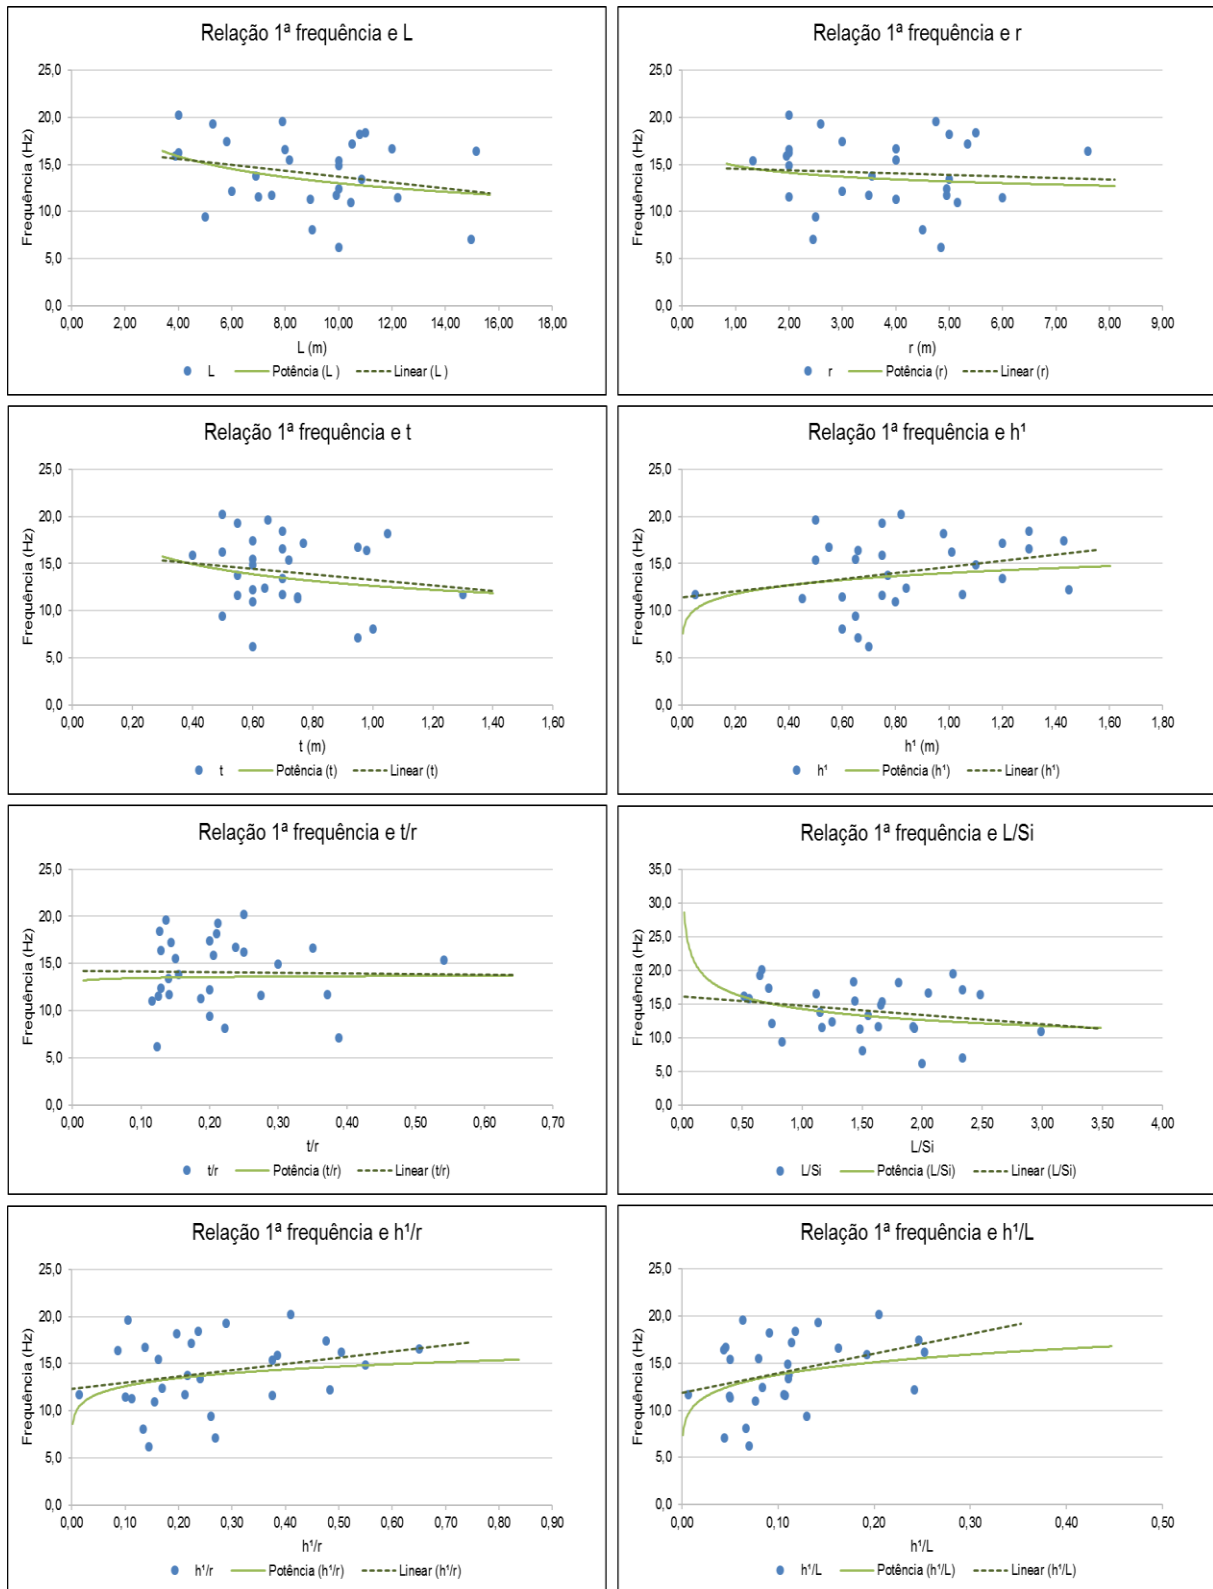 Relação 1ª frequência e L
Frequência (Hz)
25,0
20,0
15,0
10,0
5,0
0,0
0,00 2,00 4,00 6,00 8,00 10,00 12,00 14,00 16,00 18,00
L (m)
L Potência (L ) Linear (L )
Relação 1ª frequência e r
Frequência (Hz)
25,0
20,0
15,0
10,0
5,0
0,0
0,00 1,00 2,00 3,00 4,00 5,00 6,00 7,00 8,00 9,00
r (m)
r Potência (r) Linear (r)
Relação 1ª frequência e t
Frequência (Hz)
25,0
20,0
15,0
10,0
5,0
0,0
0,00 0,20 0,40 0,60 0,80 1,00 1,20 1,40 1,60
t (m)
t Potência (t) Linear (t)
Relação 1ª frequência e h¹
Frequência (Hz)
25,0
20,0
15,0
10,0
5,0
0,0
0,00 0,20 0,40 0,60 0,80 1,00 1,20 1,40 1,60 1,80
h¹ (m)
h¹ Potência (h¹) Linear (h¹)
Relação 1ª frequência e t/r
Frequência (Hz)
25,0
20,0
15,0
10,0
5,0
0,0
0,00 0,10 0,20 0,30 0,40 0,50 0,60 0,70
t/r
t/r Potência (t/r) Linear (t/r)
Relação 1ª frequência e L/Si
Frequência (Hz)
35,0
30,0
25,0
20,0
15,0
10,0
5,0
0,0
0,00 0,50 1,00 1,50 2,00 2,50 3,00 3,50 4,00
L/Si
L/Si Potência (L/Si) Linear (L/Si)
Relação 1ª frequência e h¹/r
Frequência (Hz)
25,0
20,0
15,0
10,0
5,0
0,0
0,00 0,10 0,20 0,30 0,40 0,50 0,60 0,70 0,80 0,90
h¹/r
h¹/r Potência (h¹/r) Linear (h¹/r)
Relação 1ª frequência e h¹/L
Frequência (Hz)
25,0
20,0
15,0
10,0
5,0
0,0
0,00 0,10 0,20 0,30 0,40 0,50
h¹/L
h¹/L Potência (h¹/L) Linear (h¹/L)